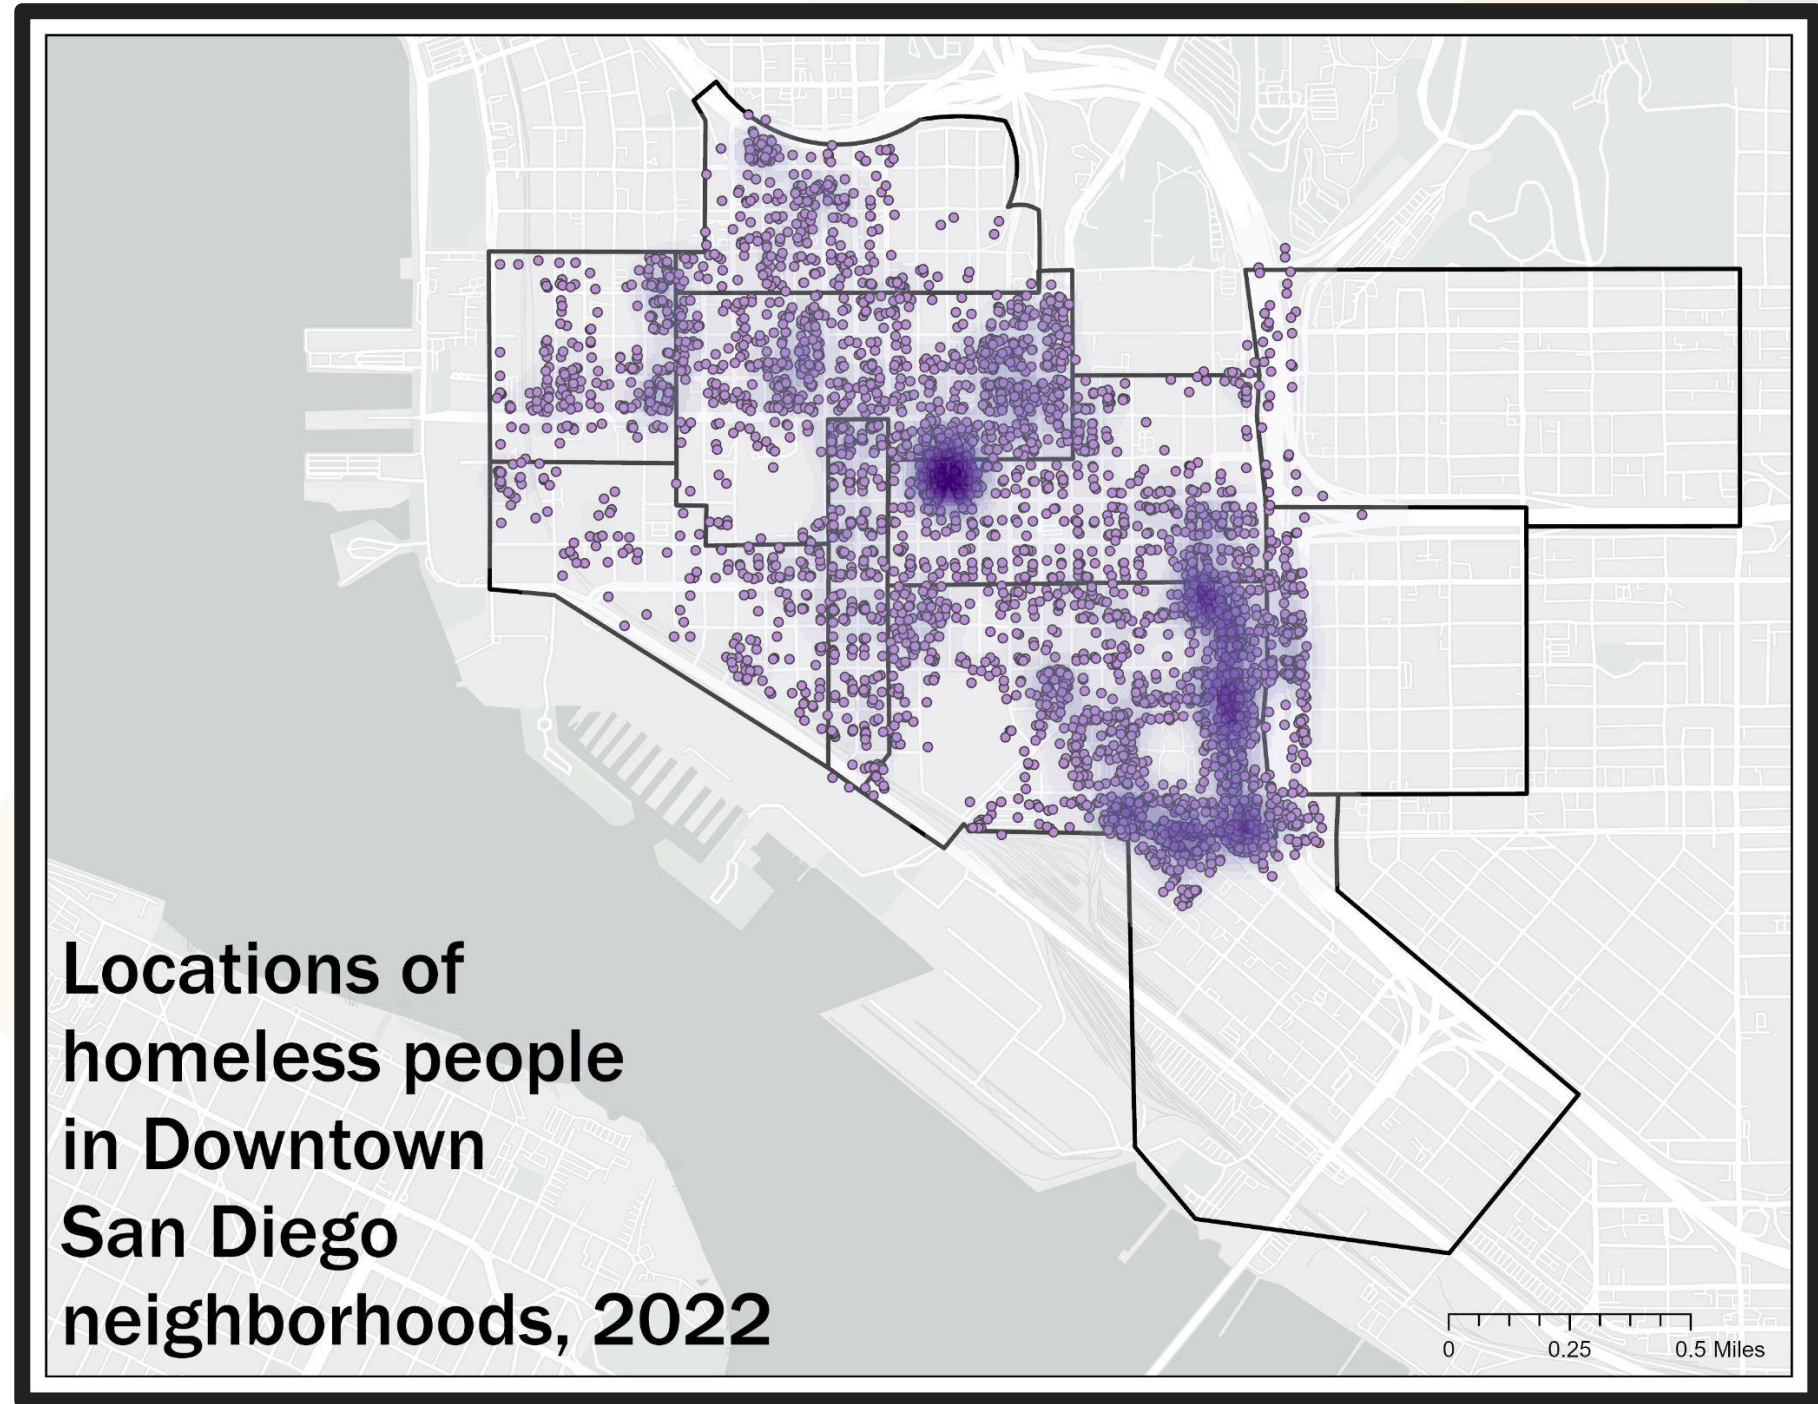 Locations of
homeless people
in Downtown
San Diego
neighborhoods, 2022
0 0.25 0.5 Miles